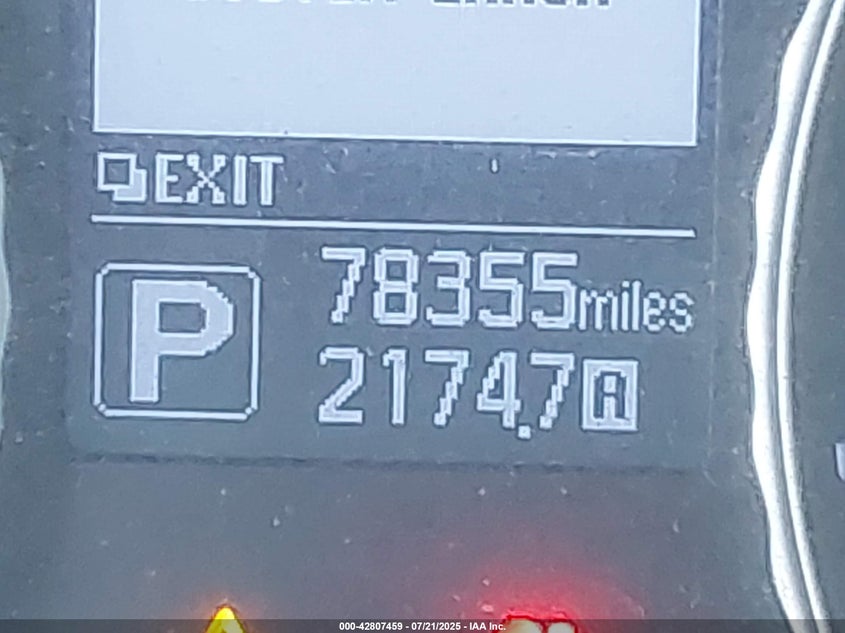 EXIT
P
78355miles
2174.7A
000-42807459 - 07/21/2025 - IAA Inc.